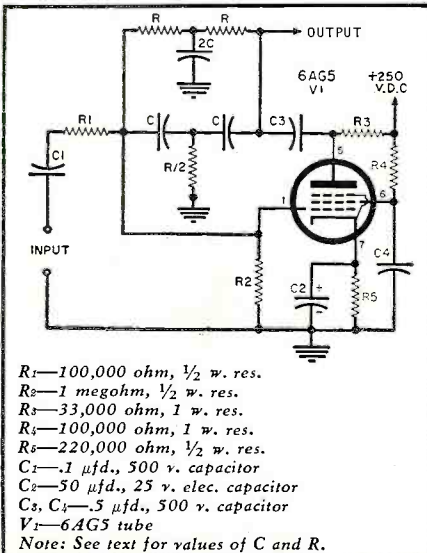 R R
OUTPUT
2C
6AG5
V1
+250
V.D.C
R1
C
C
C3
R3
C1
R/2
5
R4
1
6
7
INPUT
R2
C2
+
-
R5
C4
R1—100,000 ohm, ½ w. res.
R2—1 megohm, ½ w. res.
R3—33,000 ohm, 1 w. res.
R4—100,000 ohm, 1 w. res.
R5—220,000 ohm, ½ w. res.
C1—.1 μfd., 500 v. capacitor
C2—50 μfd., 25 v. elec. capacitor
C3, C4—.5 μfd., 500 v. capacitor
V1—6AG5 tube
Note: See text for values of C and R.